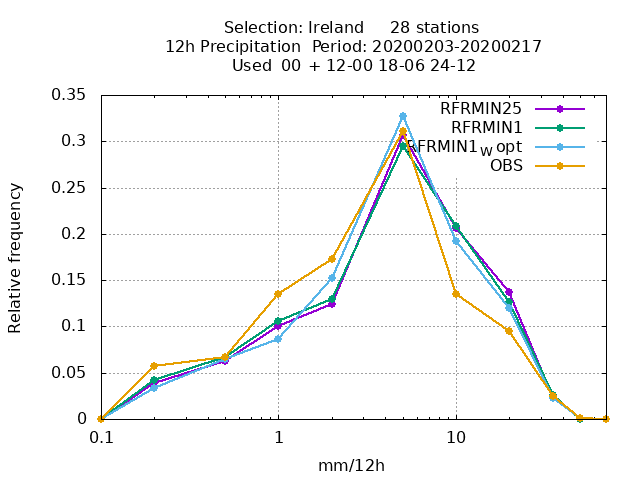 Selection: Ireland 28 stations
12h Precipitation Period: 20200203-20200217
Used 00 + 12-00 18-06 24-12
RFRMIN25
RFRMIN1
RFRMIN1w opt
OBS
0.35
0.3
0.25
0.2
0.15
0.1
0.05
0
Relative frequency
0.1 1 10
mm/12h